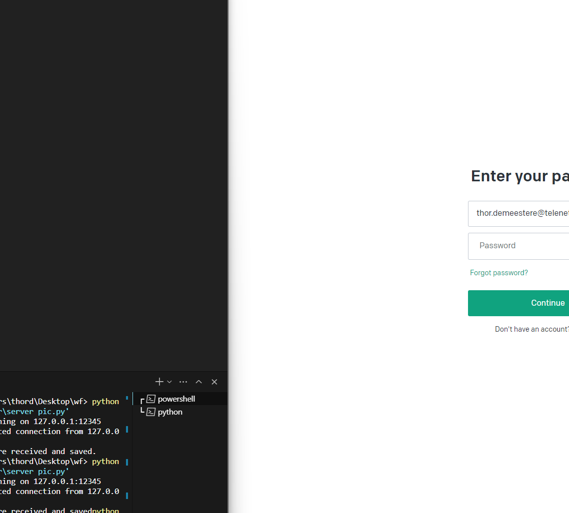 Enter your pa
thor.demeestere@telene
Password
Forgot password?
Continue
Don't have an account?
powershell
python
rs\thord\Desktop\wf> python
r\server pic.py'
ning on 127.0.0.1:12345
ted connection from 127.0.0
re received and saved.
rs\thord\Desktop\wf> python
r\server pic.py'
ning on 127.0.0.1:12345
ted connection from 127.0.0
re received and savedpython